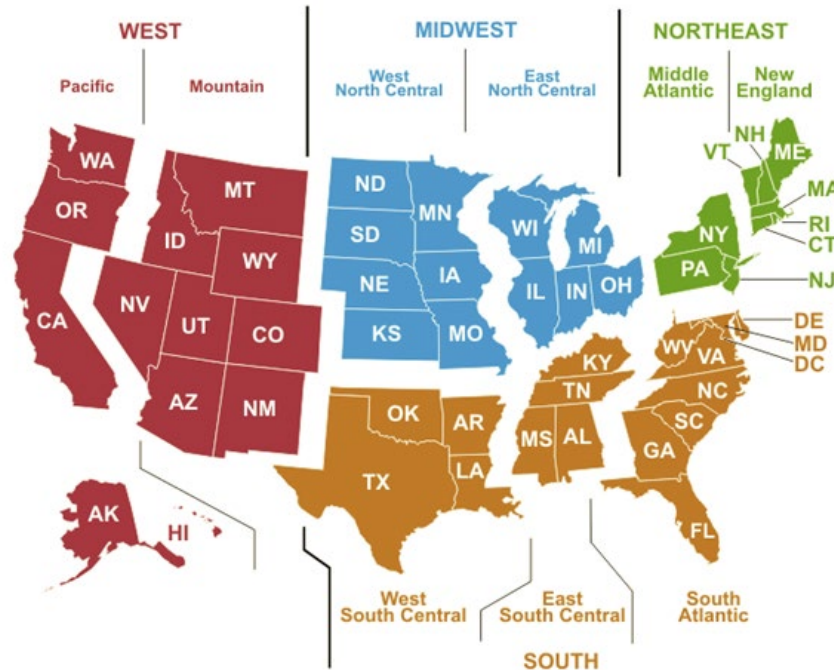 WEST
MIDWEST
NORTHEAST
Pacific
Mountain
West
North Central
East
North Central
Middle
Atlantic
New
England
WA
OR
CA
MT
ID
WY
NV
UT
CO
AZ
NM
AK
HI
ND
SD
NE
KS
MN
IA
MO
WI
MI
IL
IN
OH
NH
VT
ME
MA
RI
CT
NY
PA
NJ
DE
MD
DC
WV
VA
KY
TN
NC
SC
OK
AR
MS
AL
GA
TX
LA
FL
West
South Central
East
South Central
South
Atlantic
SOUTH